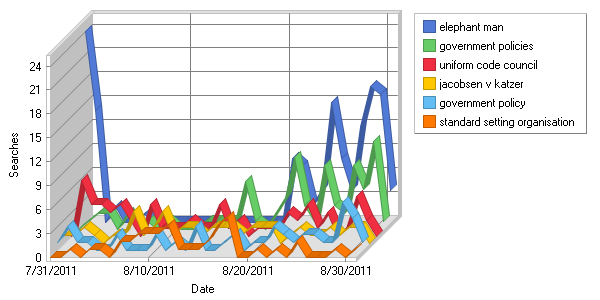 24
21
18
15
12
9
6
3
0
Searches
7/31/2011 8/10/2011 8/20/2011 8/30/2011
Date
elephant man
government policies
uniform code council
jacobsen v katzer
government policy
standard setting organisation